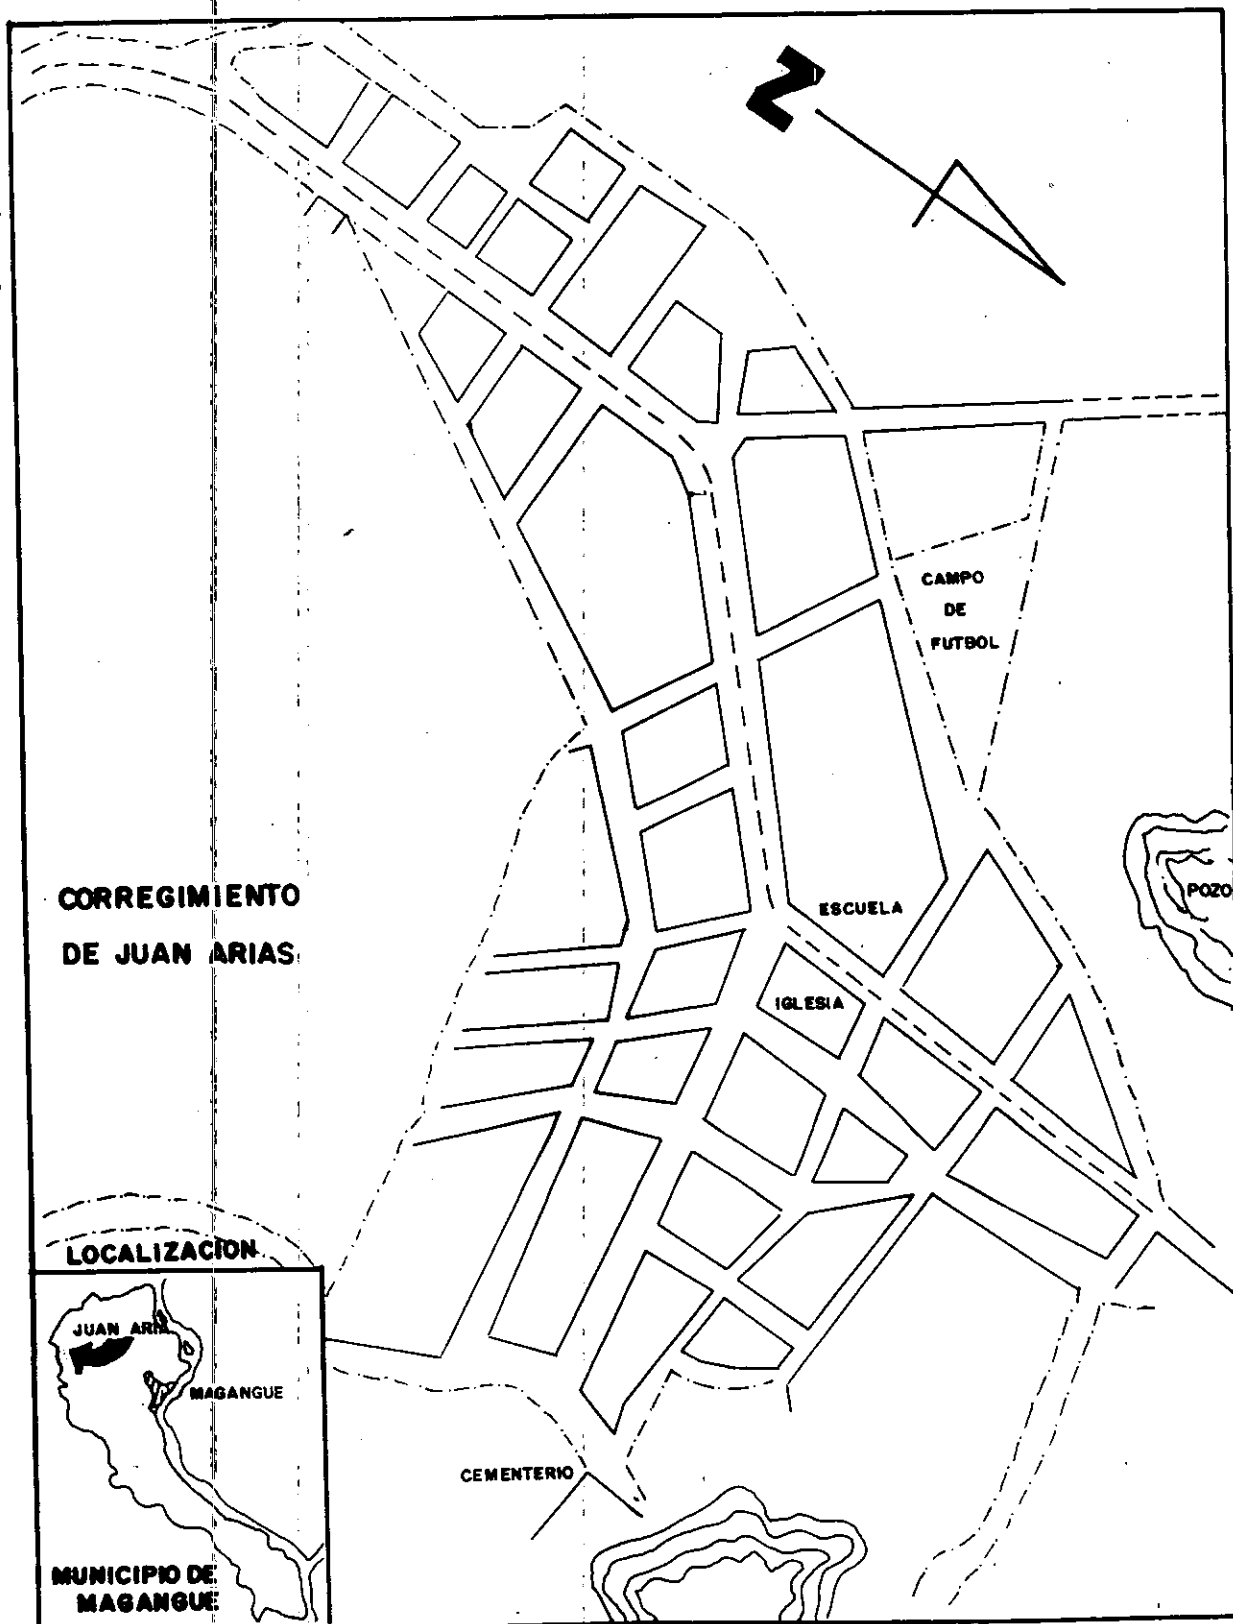 N
CAMPO
DE
FUTBOL
POZO
CORREGIMIENTO
DE JUAN ARIAS
ESCUELA
IGLESIA
LOCALIZACION
JUAN ARIA
MAGANGUE
CEMENTERIO
MUNICIPIO DE
MAGANGUE